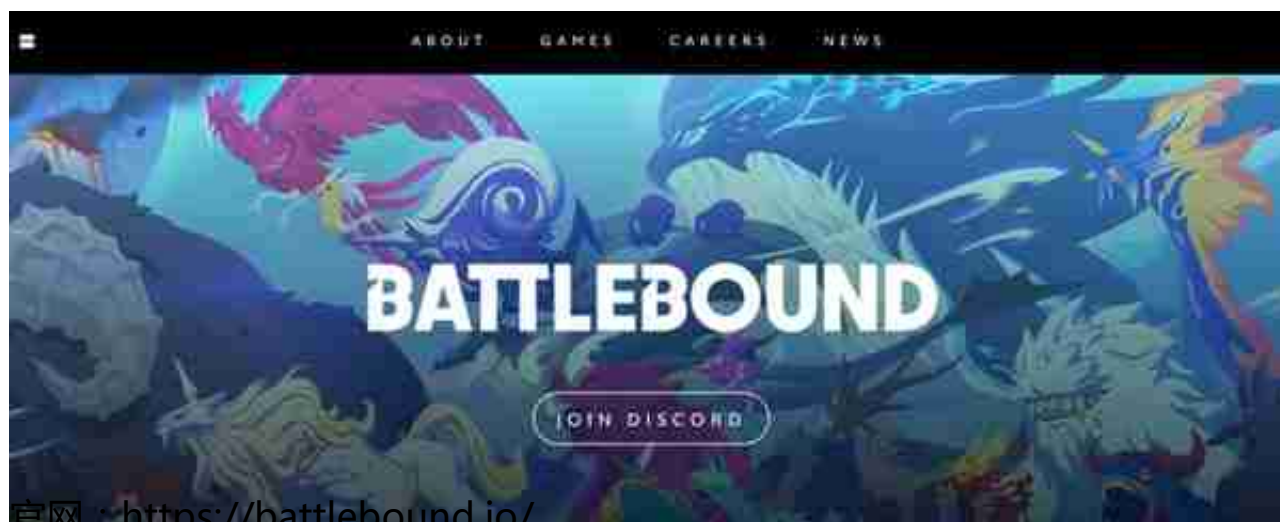 ABOUT GAMES CAREERS NEWS
BATTLEBOUND
JOIN DISCORD
官网：https://battlebound.io/